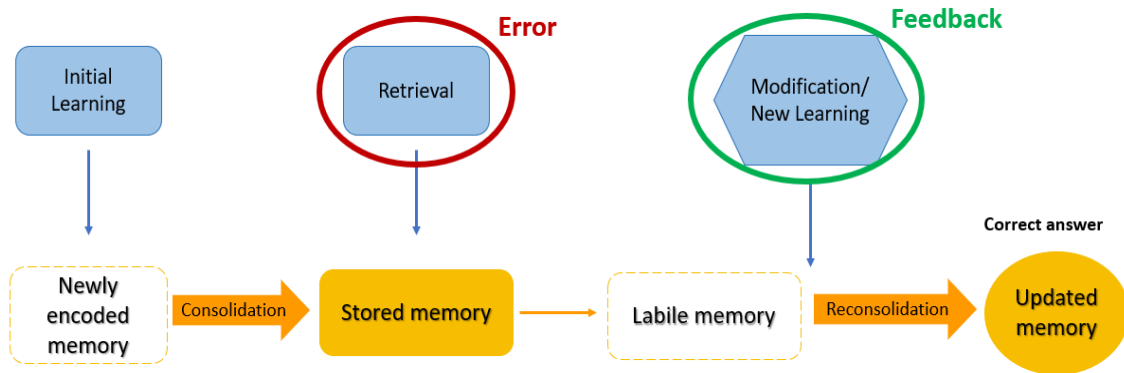 Error
Feedback
Initial
Learning
Retrieval
Modification/
New Learning
Correct answer
Newly
encoded
memory
Consolidation
Stored memory
Labile memory
Reconsolidation
Updated
memory